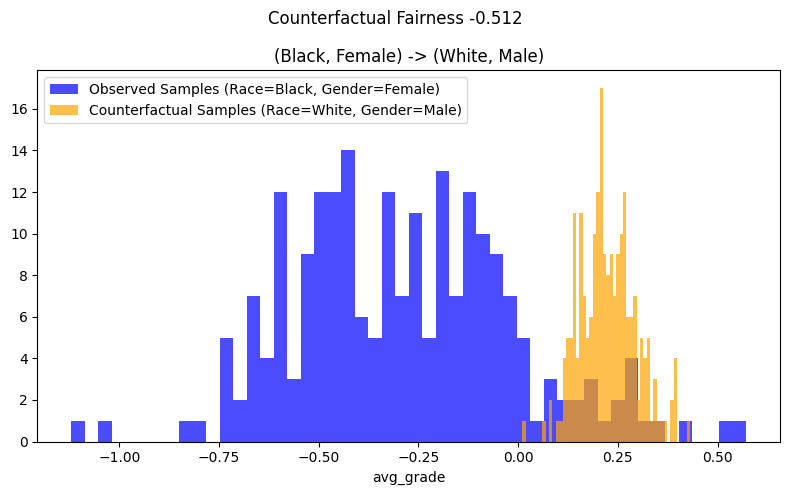 Counterfactual Fairness -0.512
(Black, Female) -> (White, Male)
Observed Samples (Race=Black, Gender=Female)
Counterfactual Samples (Race=White, Gender=Male)
16
14
12
10
8
6
4
2
0
−1.00 −0.75 −0.50 −0.25 0.00 0.25 0.50
avg_grade